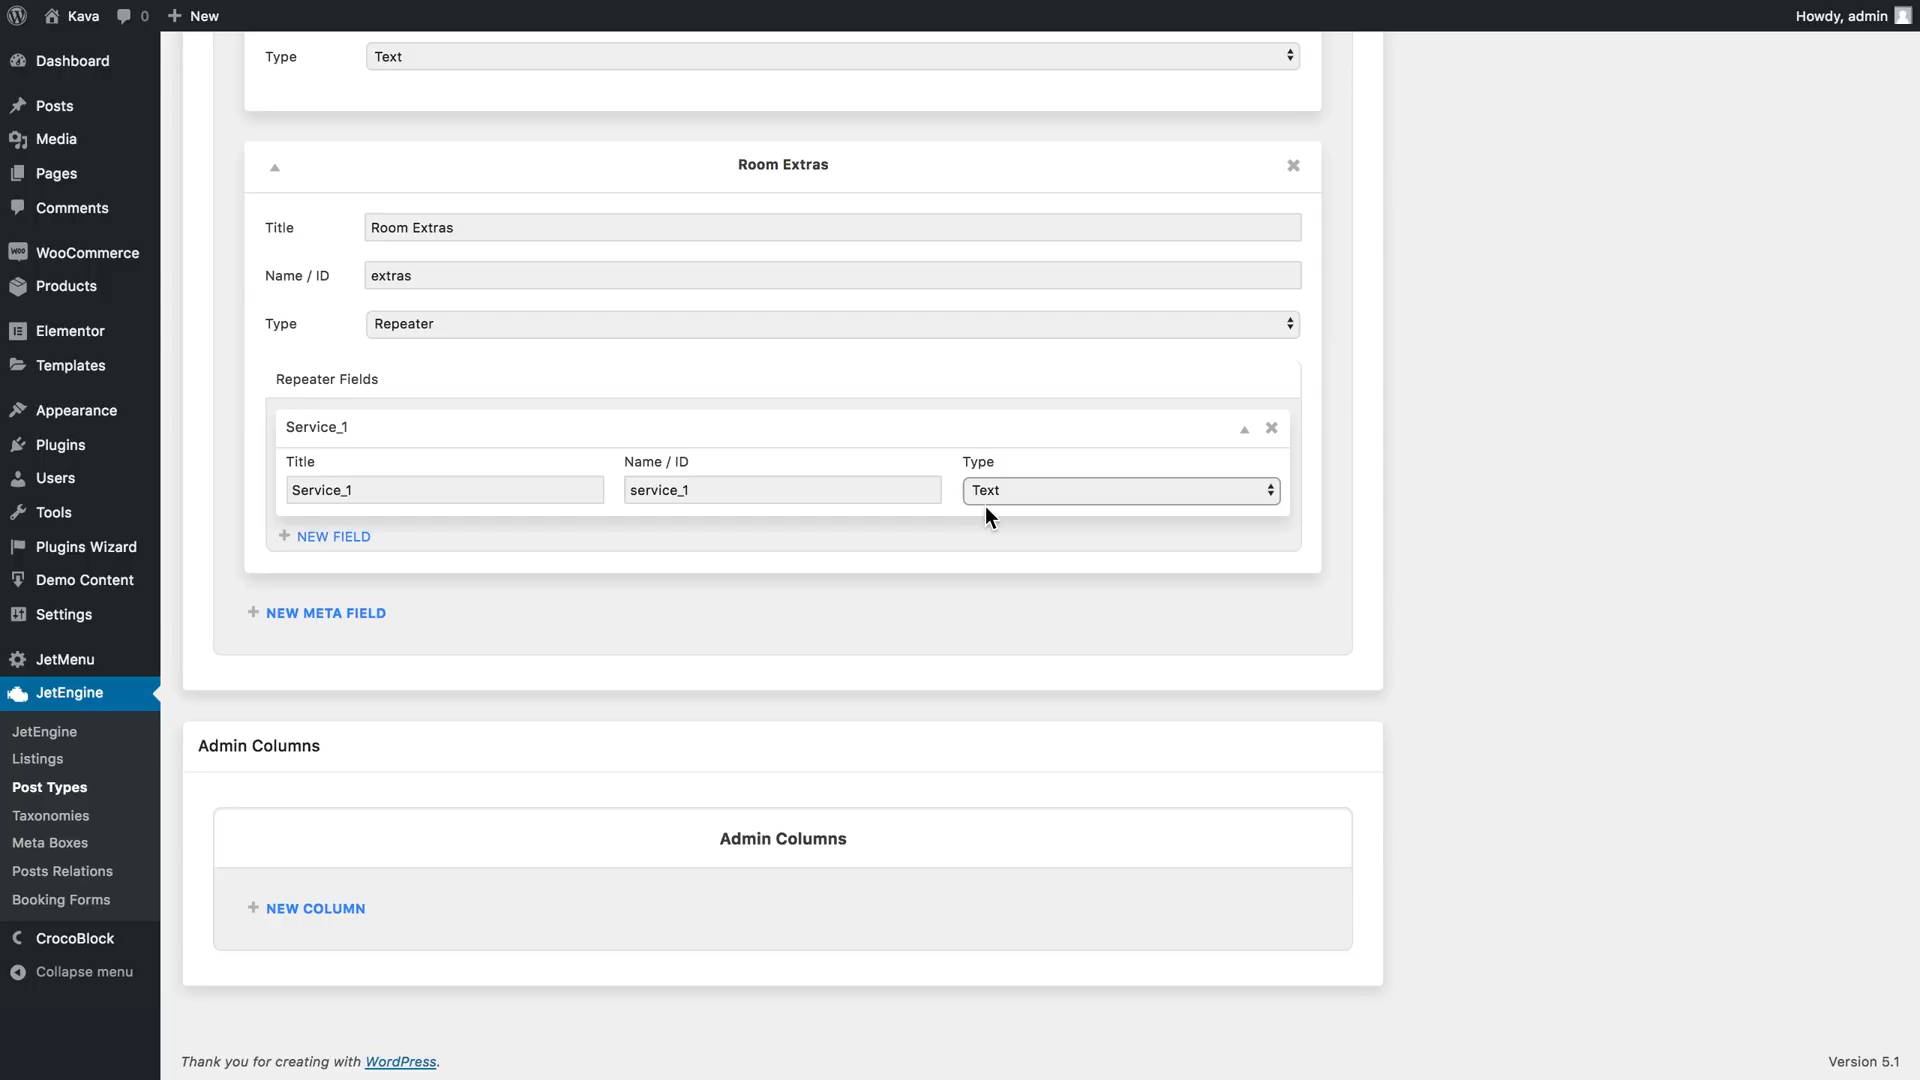 Kava
0
New
Howdy, admin
Dashboard
Posts
Media
Pages
Comments
WooCommerce
Products
Elementor
Templates
Appearance
Plugins
Users
Tools
Plugins Wizard
Demo Content
Settings
JetMenu
JetEngine
JetEngine
Listings
Post Types
Taxonomies
Meta Boxes
Posts Relations
Booking Forms
CrocoBlock
Collapse menu
Type
Text
Room Extras
Title
Room Extras
Name / ID
extras
Type
Repeater
Repeater Fields
Service_1
Title
Name / ID
Type
Service_1
service_1
Text
NEW FIELD
NEW META FIELD
Admin Columns
Admin Columns
NEW COLUMN
Thank you for creating with WordPress.
Version 5.1